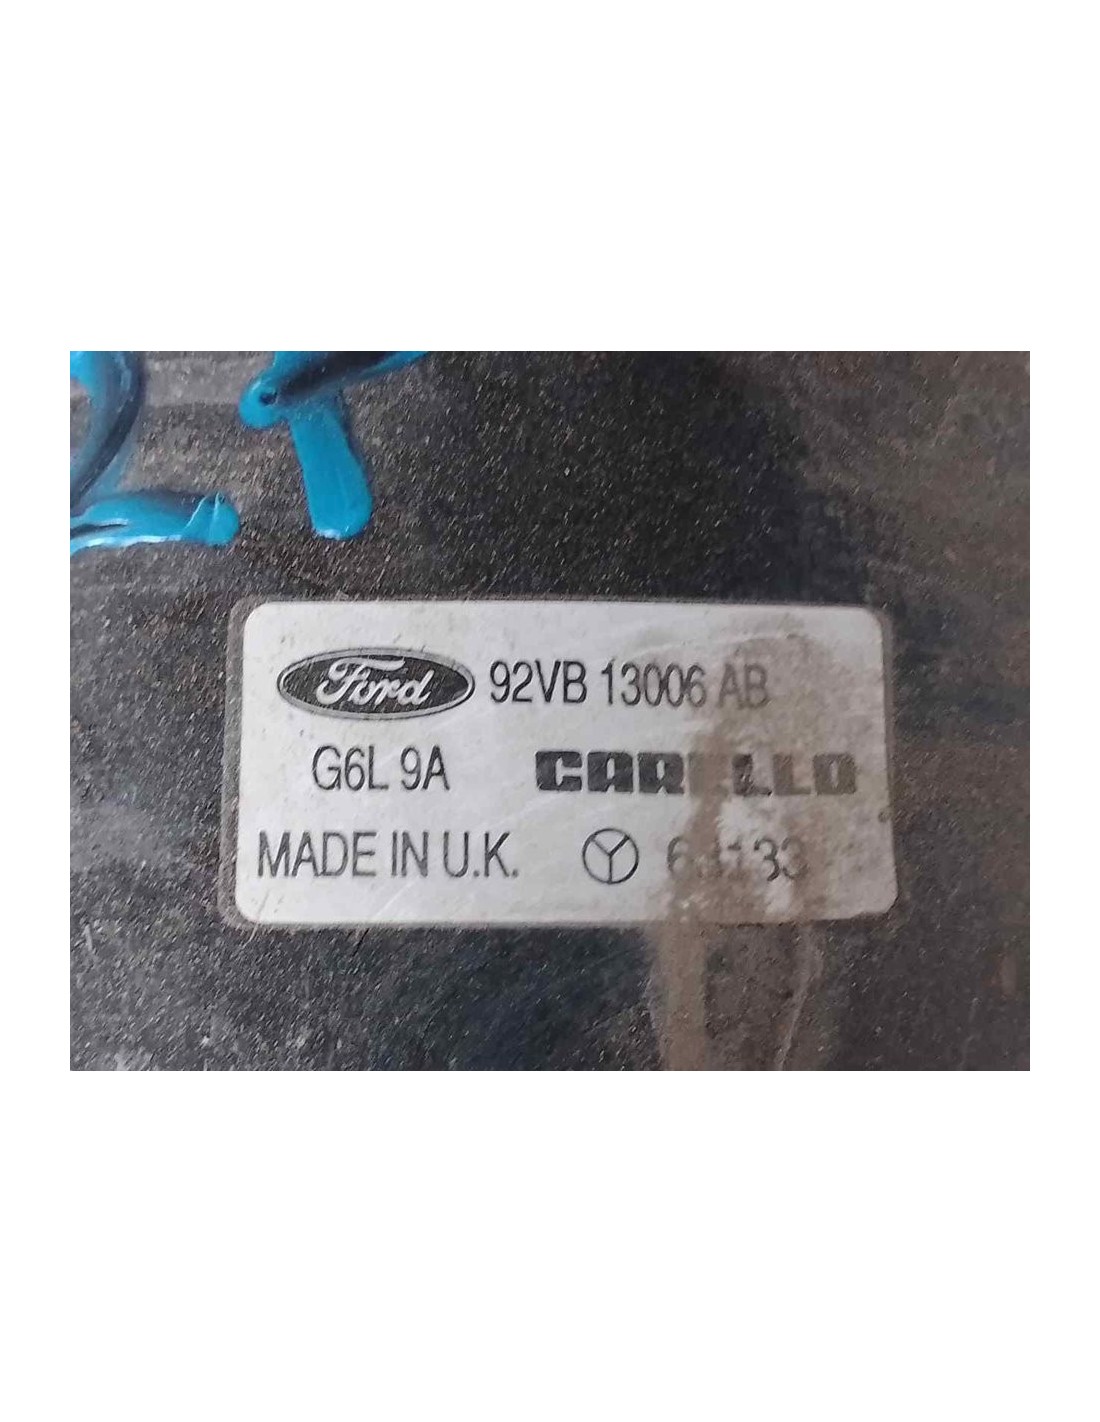 Ford 92VB 13006 AB
G6L 9A CARELLO
MADE IN U.K.